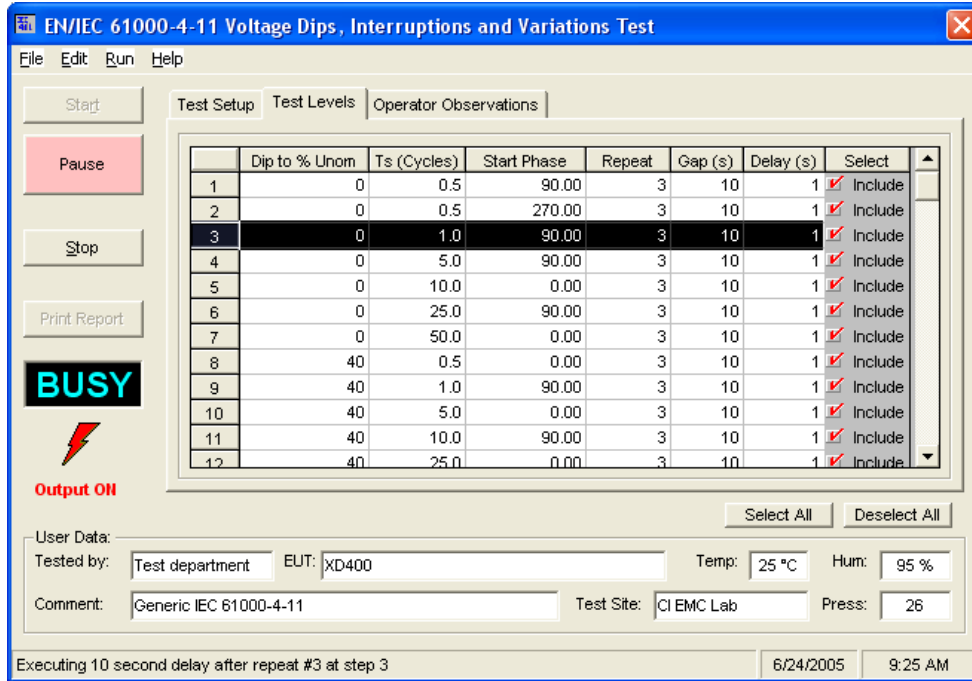 EN/IEC 61000-4-11 Voltage Dips, Interruptions and Variations Test
File Edit Run Help
Start
Pause
Stop
Print Report
BUSY
Output ON
Test Setup Test Levels Operator Observations
Dip to % Unom Ts (Cycles) Start Phase Repeat Gap (s) Delay (s) Select
1 0 0.5 90.00 3 10 1 Include
2 0 0.5 270.00 3 10 1 Include
3 0 1.0 90.00 3 10 1 Include
4 0 5.0 90.00 3 10 1 Include
5 0 10.0 0.00 3 10 1 Include
6 0 25.0 90.00 3 10 1 Include
7 0 50.0 0.00 3 10 1 Include
8 40 0.5 0.00 3 10 1 Include
9 40 1.0 90.00 3 10 1 Include
10 40 5.0 0.00 3 10 1 Include
11 40 10.0 90.00 3 10 1 Include
12 40 25.0 0.00 3 10 1 Include
Select All Deselect All
User Data:
Tested by: Test department EUT: XD400 Temp: 25 °C Hum: 95 %
Comment: Generic IEC 61000-4-11 Test Site: CI EMC Lab Press: 26
Executing 10 second delay after repeat #3 at step 3 6/24/2005 9:25 AM